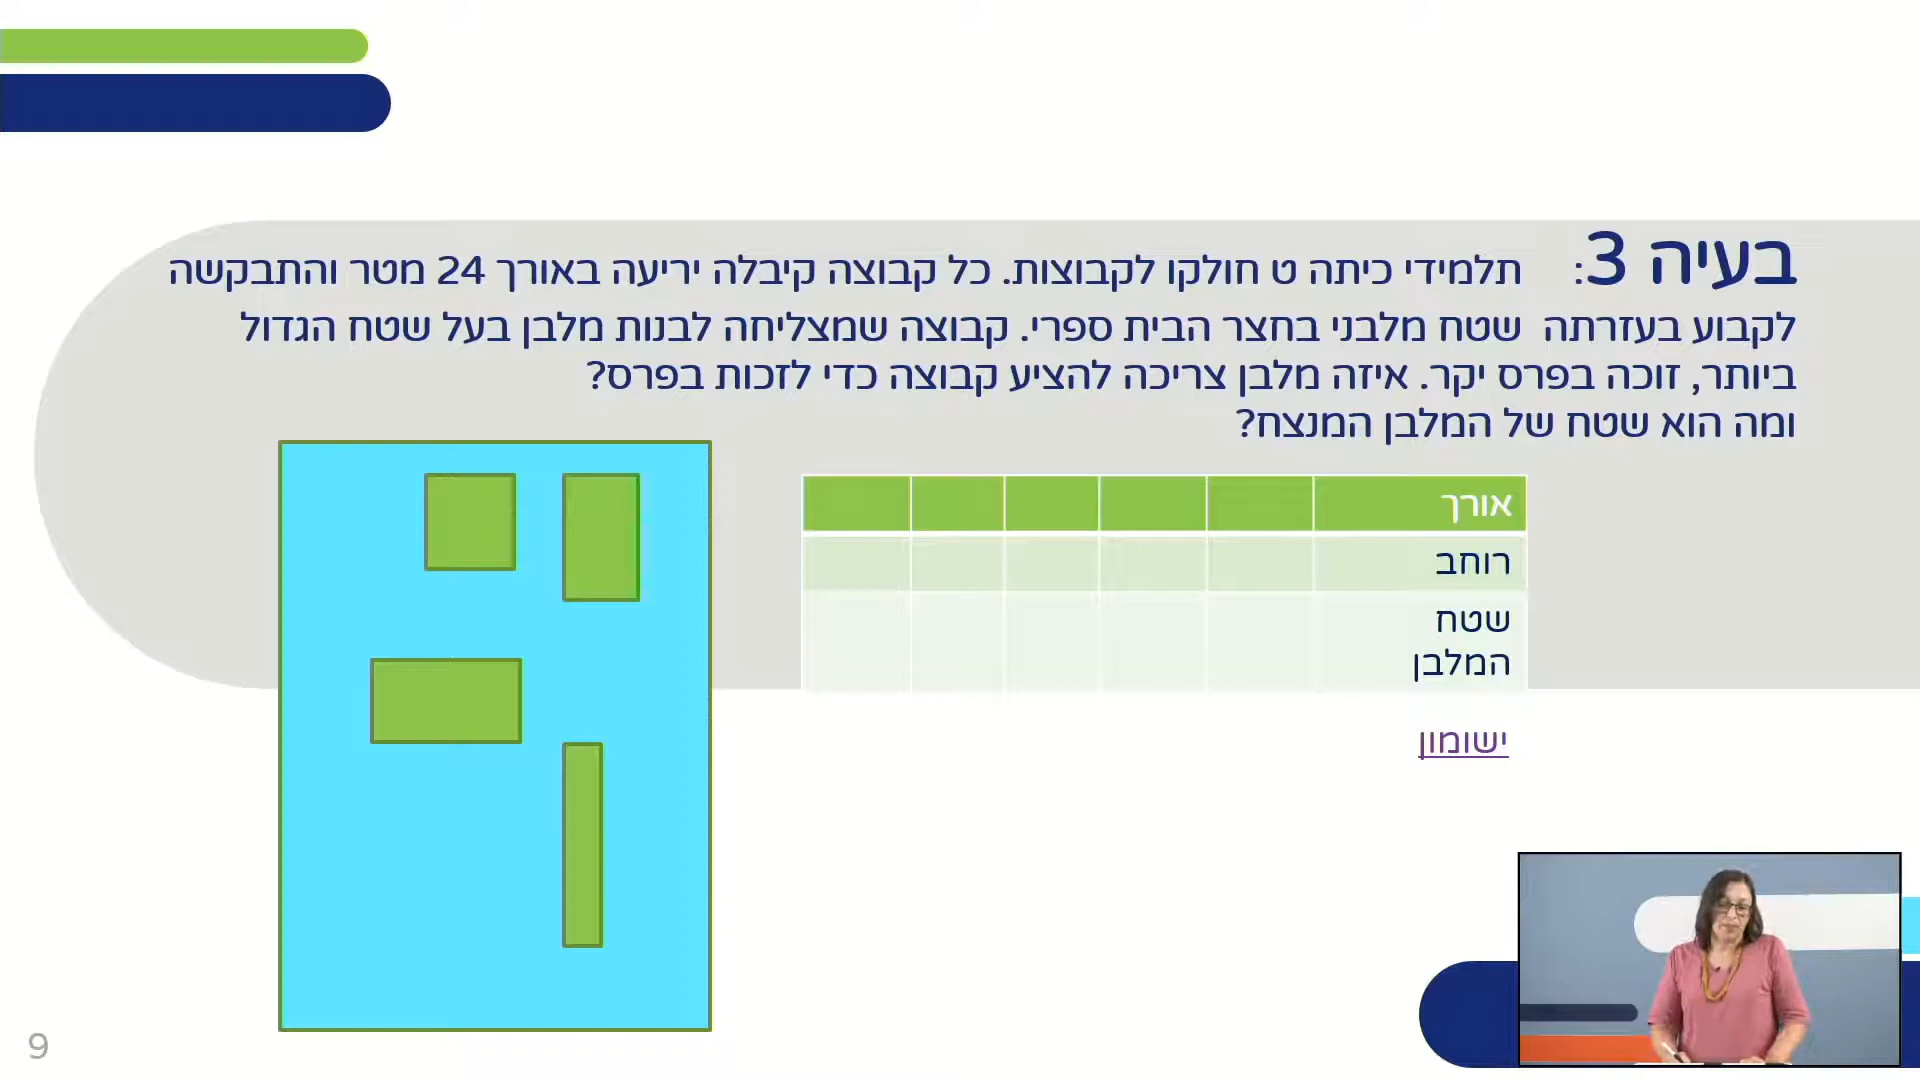 בעיה 3: תלמידי כיתה ט חולקו לקבוצות. כל קבוצה קיבלה יריעה באורך 24 מטר והתבקשה
לקבוע בעזרתה שטח מלבני בחצר הבית ספרי. קבוצה שמצליחה לבנות מלבן בעל שטח הגדול
ביותר, זוכה בפרס יקר. איזה מלבן צריכה להציע קבוצה כדי לזכות בפרס?
ומה הוא שטח של המלבן המנצח?
אורך
רוחב
שטח
המלבן
ישומון
9